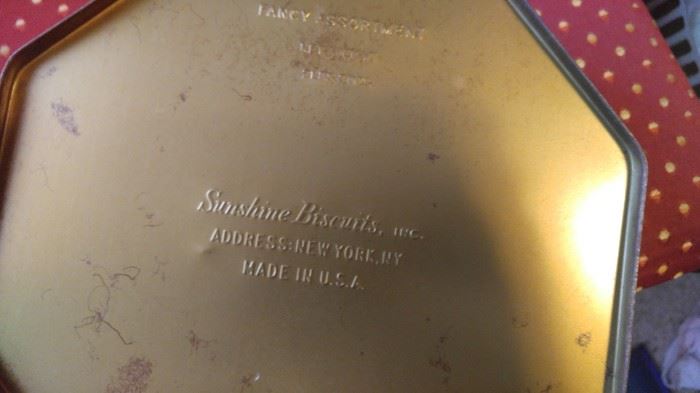 FANCY ASSORTMENT
Sunshine Biscuits, INC.
ADDRESS: NEW YORK, NY
MADE IN U.S.A.